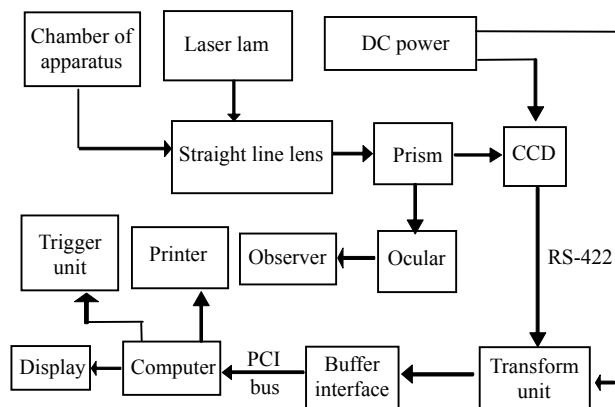 Chamber of
apparatus
Laser lam
DC power
Straight line lens
Prism
CCD
Trigger
unit
Printer
Observer
Ocular
RS-422
Display
Computer
PCI
bus
Buffer
interface
Transform
unit